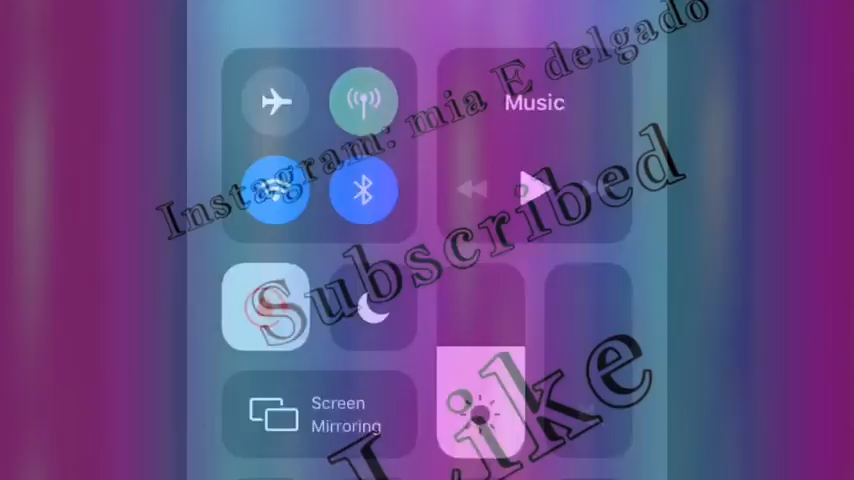 Instagram: mia E delgado
Music
Subscribed
Screen
Mirroring
Like